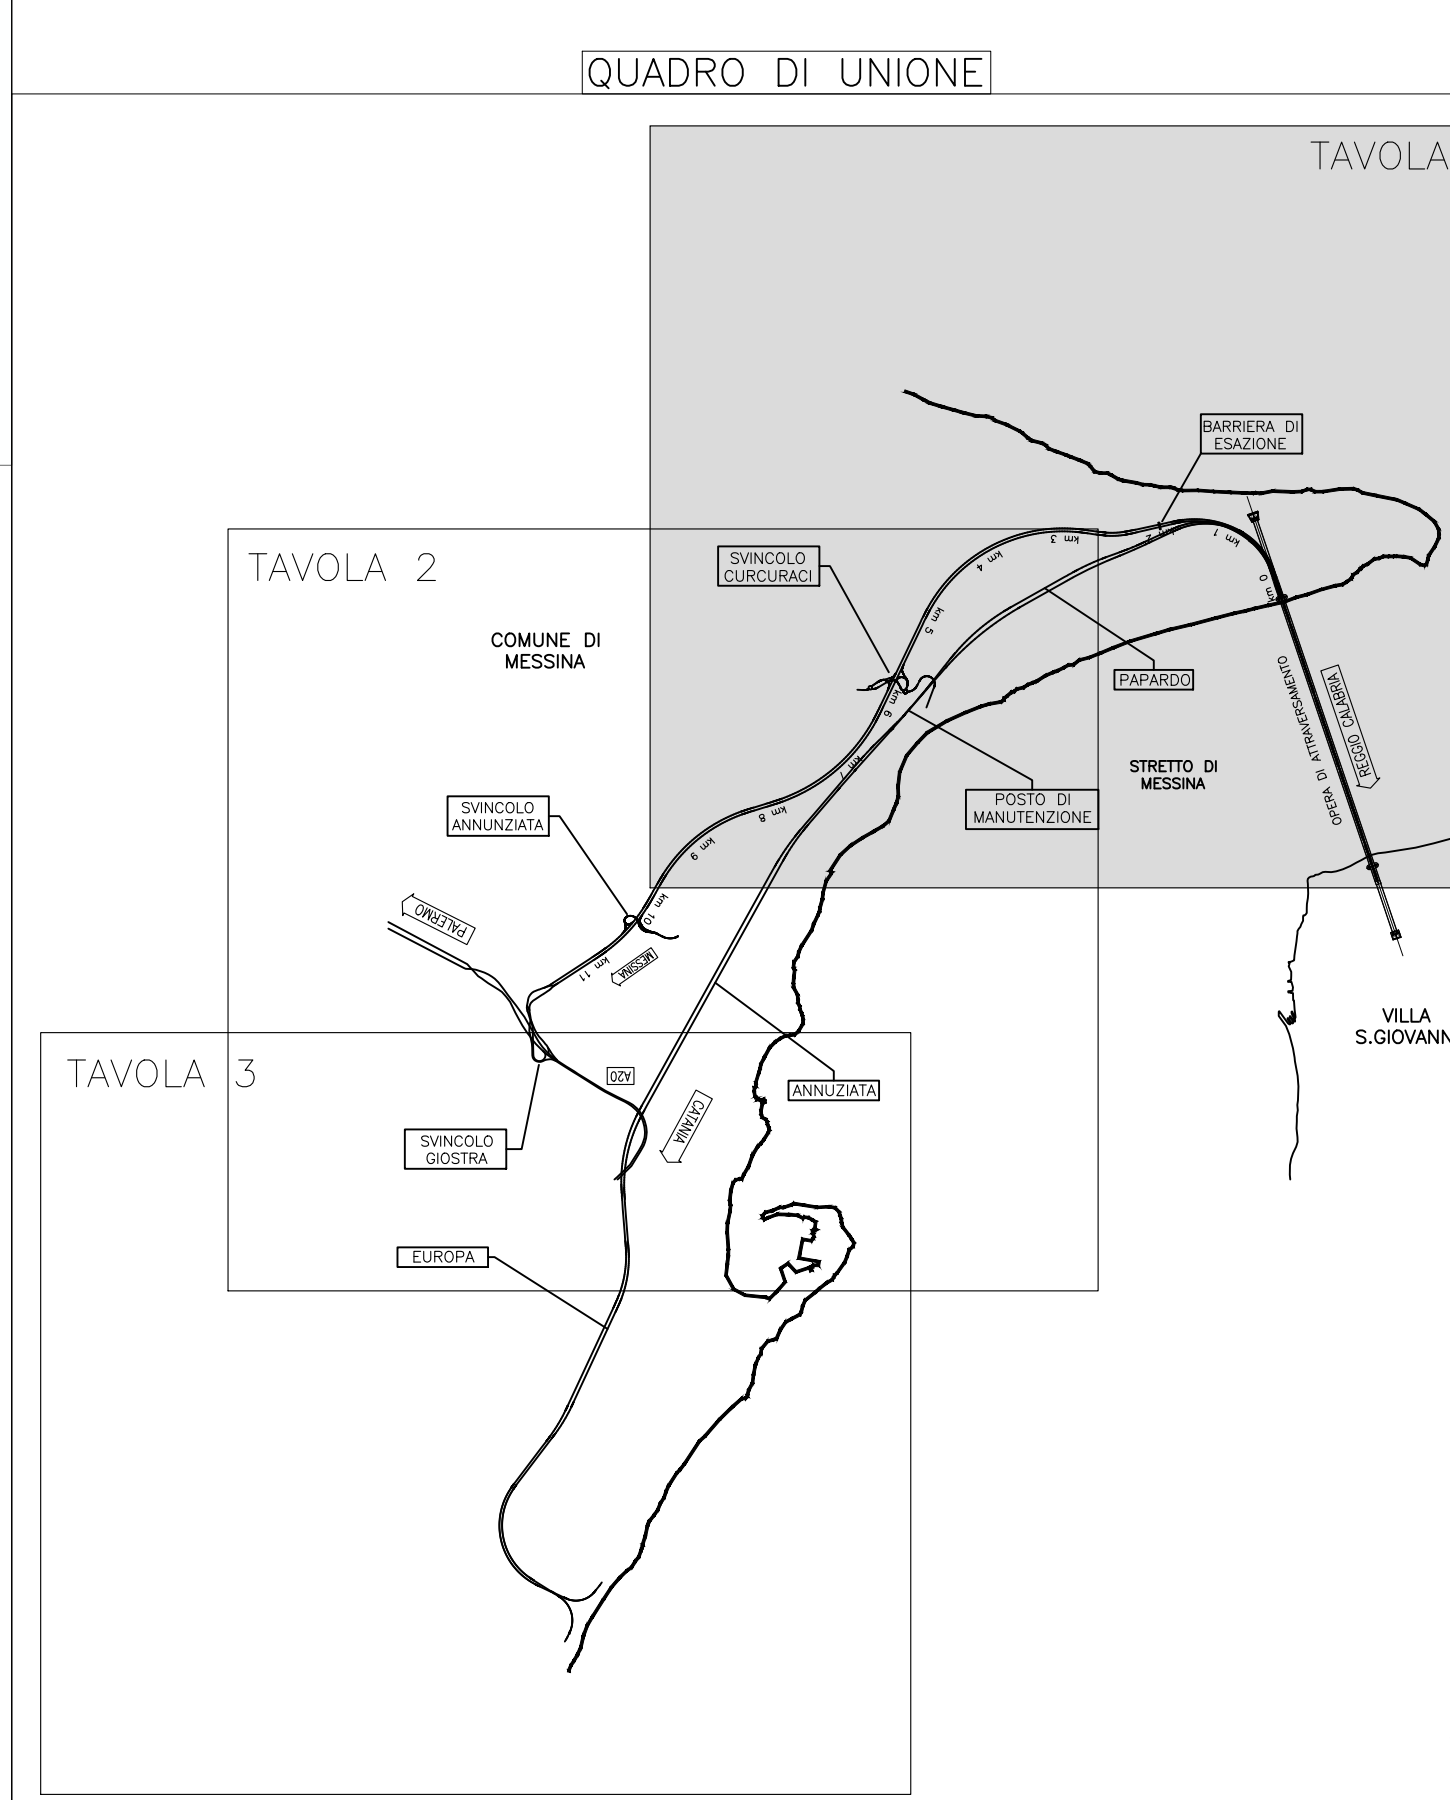 QUADRO DI UNIONE
TAVOLA
BARRIERA DI
ESAZIONE
TAVOLA 2
SVINCOLO
CURCURACI
COMUNE DI
MESSINA
km 0
km 1
km 2
km 3
km 4
km 5
km 6
km 7
km 8
km 9
km 10
km 11
PAPARDO
OPERA DI ATTRAVERSAMENTO
REGGIO CALABRIA
STRETTO DI
MESSINA
POSTO DI
MANUTENZIONE
SVINCOLO
ANNUNZIATA
PALERMO
MESSINA
VILLA
S.GIOVANN
TAVOLA 3
A20
ANNUZIATA
CATANIA
SVINCOLO
GIOSTRA
EUROPA